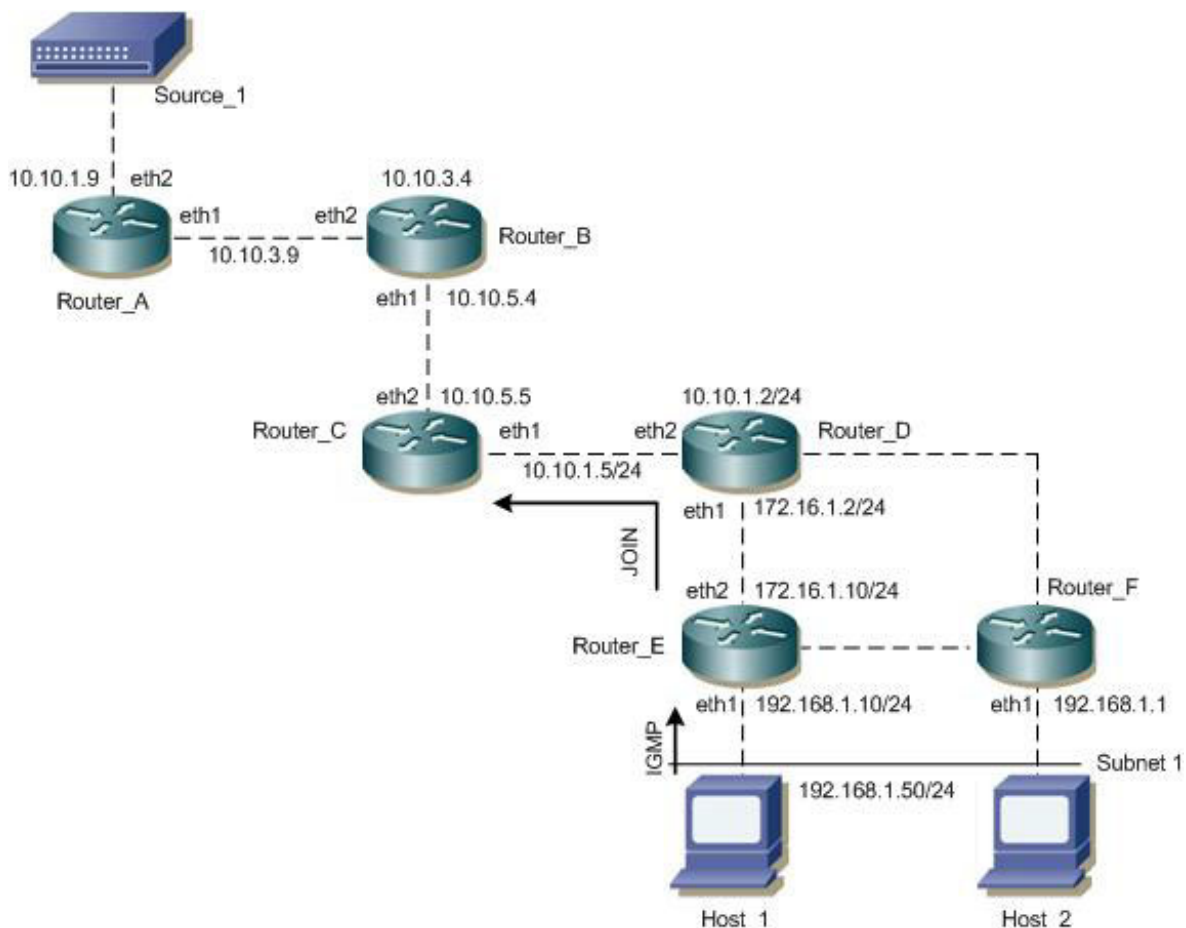 Source_1
10.10.1.9
eth2
10.10.3.4
eth1
eth2
Router_B
10.10.3.9
Router_A
eth1
10.10.5.4
eth2
10.10.5.5
10.10.1.2/24
Router_C
eth1
eth2
Router_D
10.10.1.5/24
eth1
172.16.1.2/24
JOIN
eth2
172.16.1.10/24
Router_F
Router_E
eth1
192.168.1.10/24
eth1
192.168.1.1
IGMP
Subnet 1
192.168.1.50/24
Host_1
Host_2